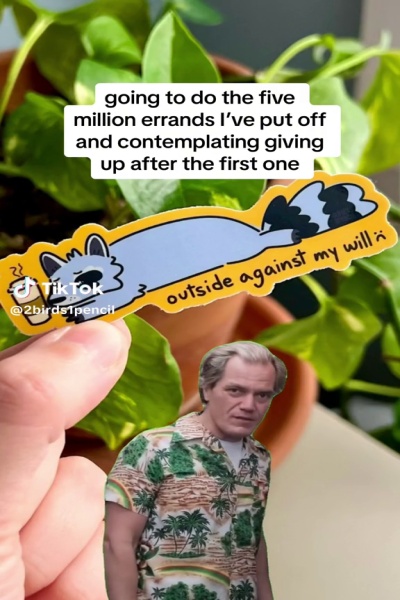 going to do the five
million errands I've put off
and contemplating giving
up after the first one
outside against my will :(
TikTok
@2birds1pencil